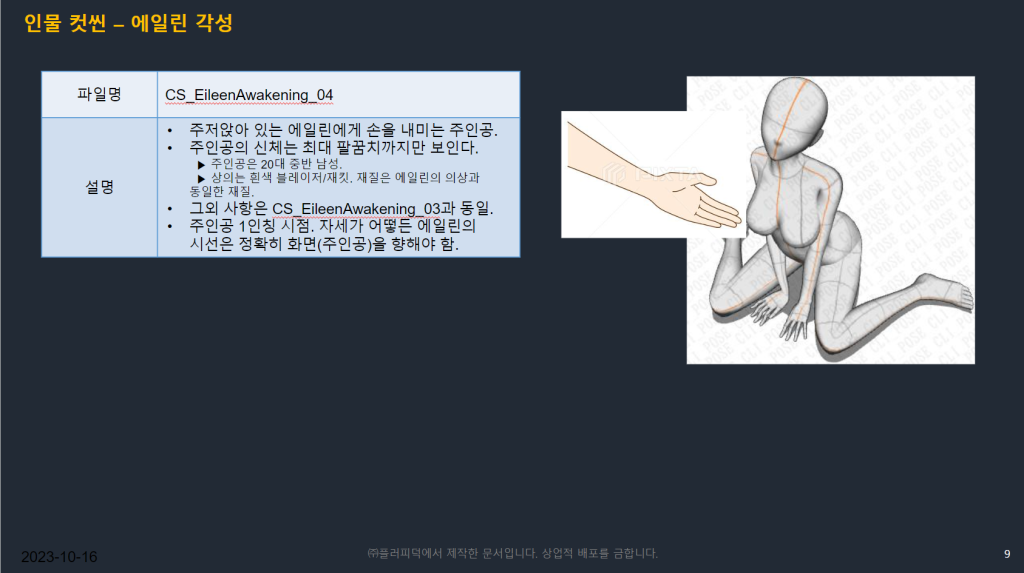 인물 컷씬 – 에일린 각성
파일명
CS_EileenAwakening_04
설명
• 주저앉아 있는 에일린에게 손을 내미는 주인공.
• 주인공의 신체는 최대 팔꿈치까지만 보인다.
▶ 주인공은 20대 중반 남성.
▶ 상의는 흰색 블레이저/재킷. 재질은 에일린의 의상과
동일한 재질.
• 그외 사항은 CS_EileenAwakening_03과 동일.
• 주인공 1인칭 시점. 자세가 어떻든 에일린의
시선은 정확히 화면(주인공)을 향해야 함.
POSE CLI
2023-10-16
㈜플러피덕에서 제작한 문서입니다. 상업적 배포를 금합니다.
9